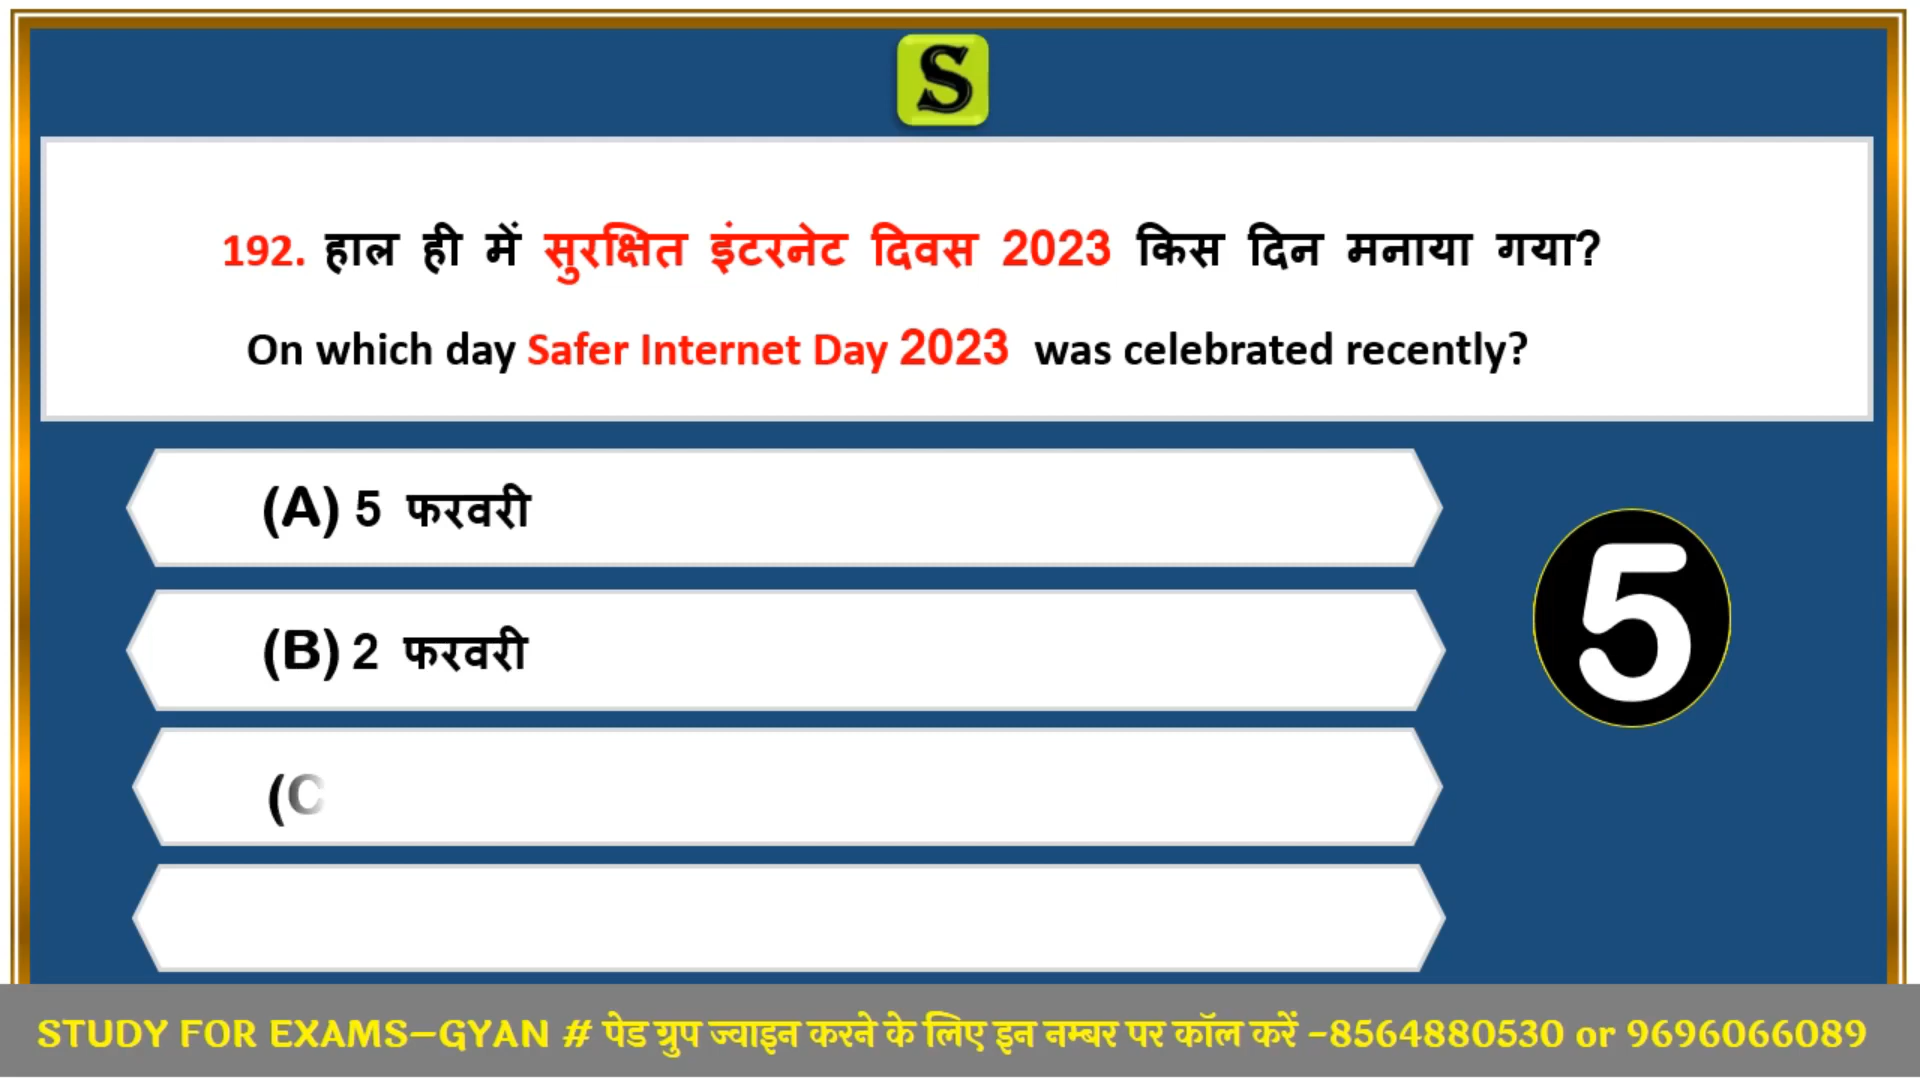 S
192. हाल ही में सुरक्षित इंटरनेट दिवस 2023 किस दिन मनाया गया?
On which day Safer Internet Day 2023 was celebrated recently?
(A) 5 फरवरी
(B) 2 फरवरी
5
(C
STUDY FOR EXAMS–GYAN # पेड ग्रुप ज्वाइन करने के लिए इन नम्बर पर कॉल करें –8564880530 or 9696066089